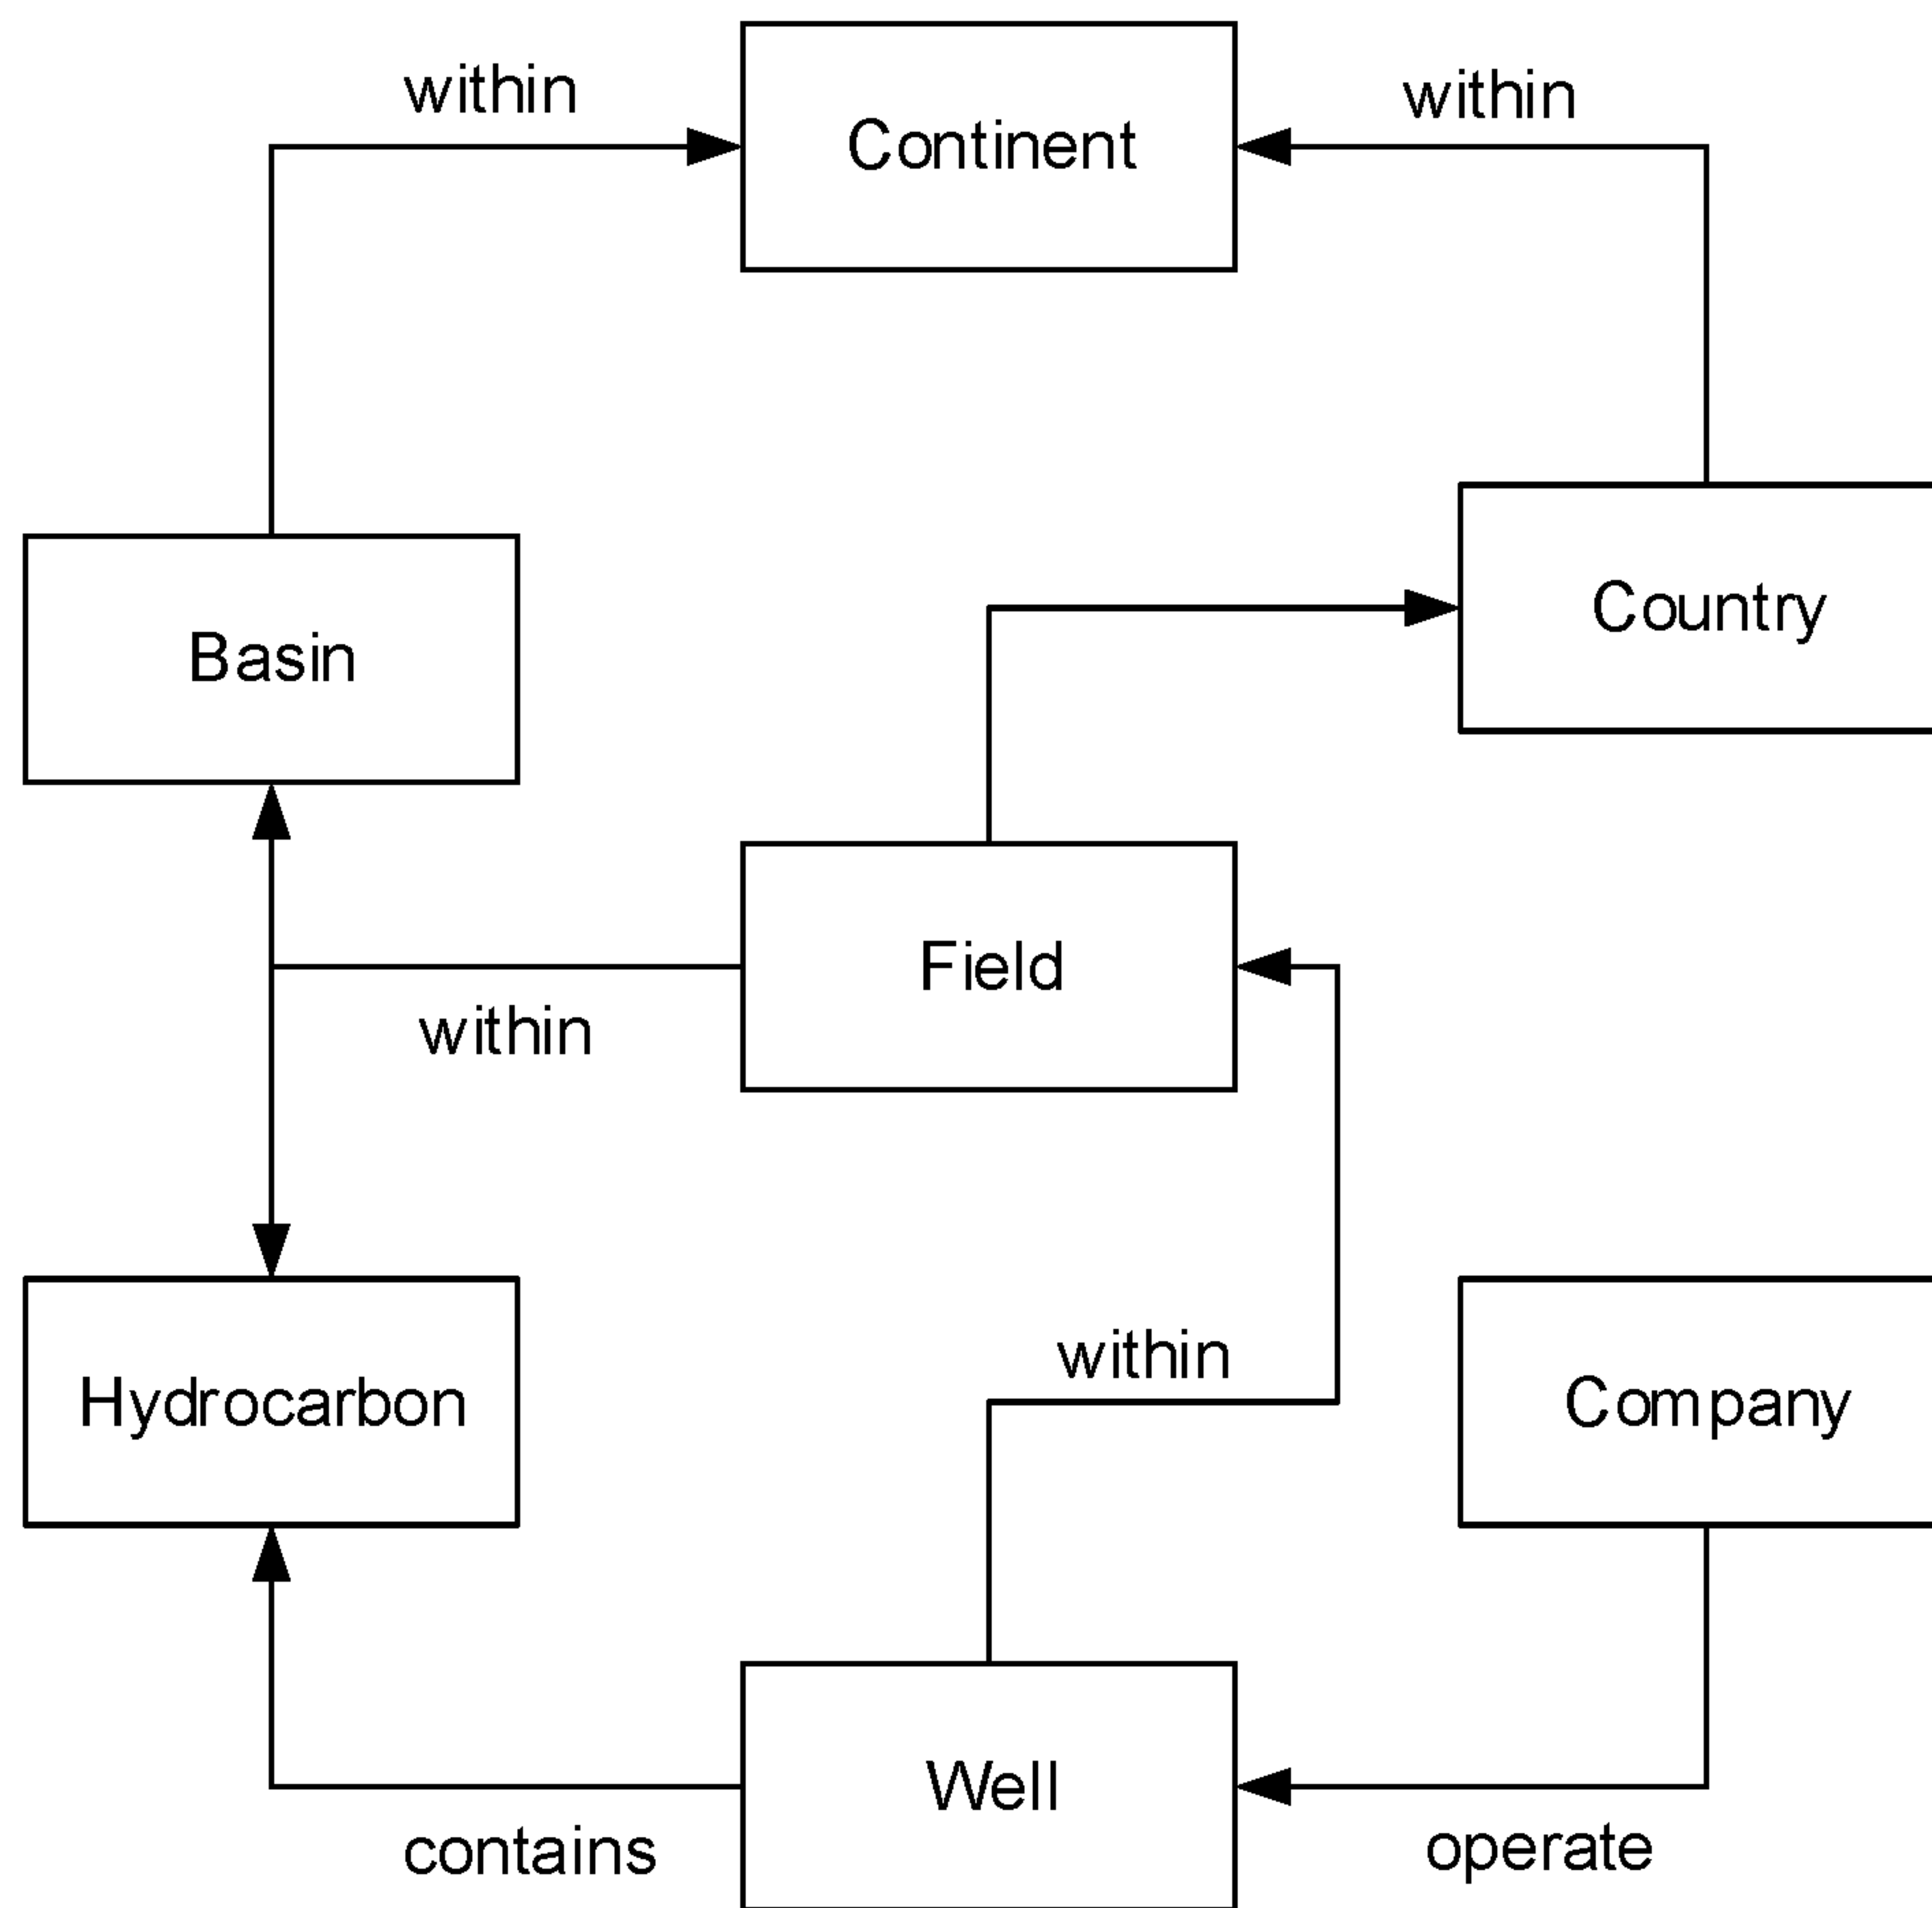 within
within
Continent
Country
Basin
Field
within
within
Hydrocarbon
Company
Well
contains
operate